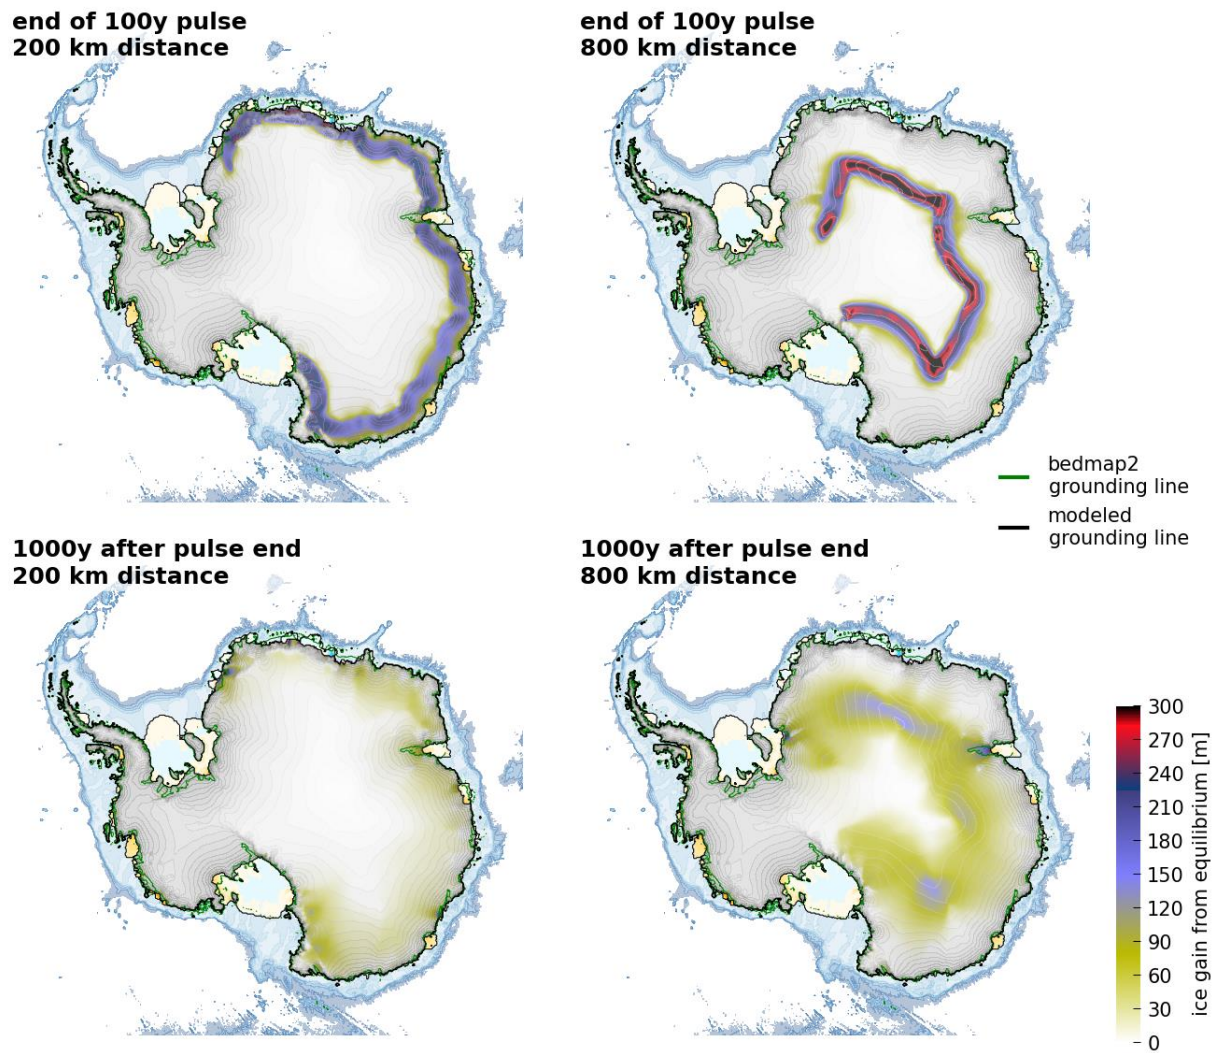 end of 100y pulse
200 km distance
end of 100y pulse
800 km distance
bedmap2
grounding line
modeled
grounding line
1000y after pulse end
200 km distance
1000y after pulse end
800 km distance
300
270
240
210
180
150
120
90
60
30
0
ice gain from equilibrium [m]